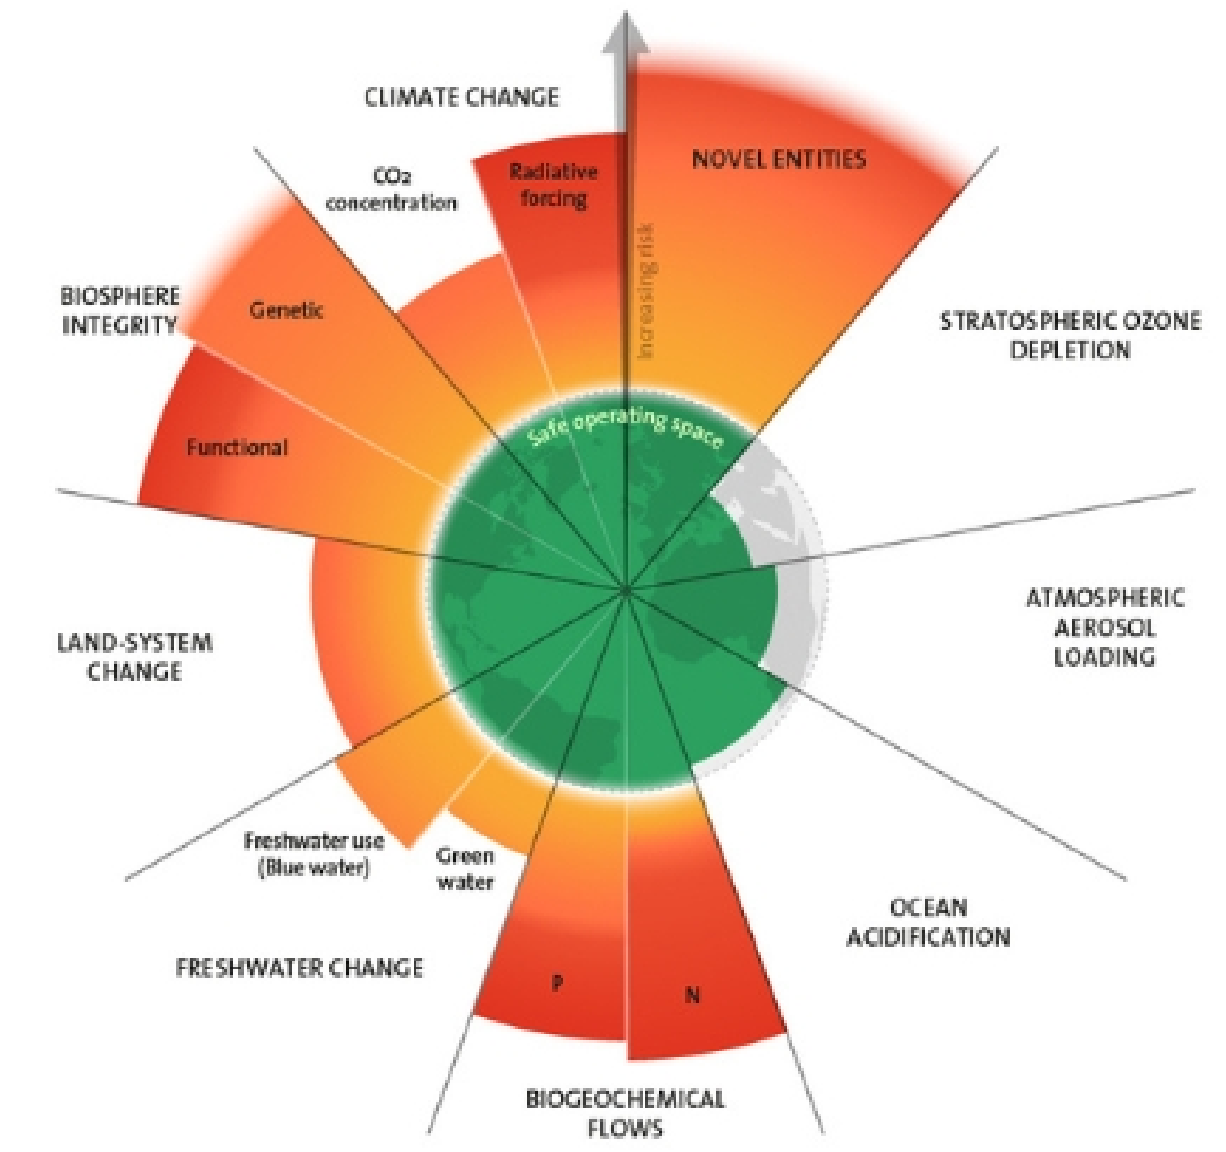 CLIMATE CHANGE
CO2
concentration
Radiative
forcing
Increasing risk
NOVEL ENTITIES
BIOSPHERE
INTEGRITY
Genetic
Functional
STRATOSPHERIC OZONE
DEPLETION
Safe operating space
ATMOSPHERIC
AEROSOL
LOADING
LAND-SYSTEM
CHANGE
Freshwater use
(Blue water)
Green
water
FRESHWATER CHANGE
OCEAN
ACIDIFICATION
P
N
BIOGEOCHEMICAL
FLOWS